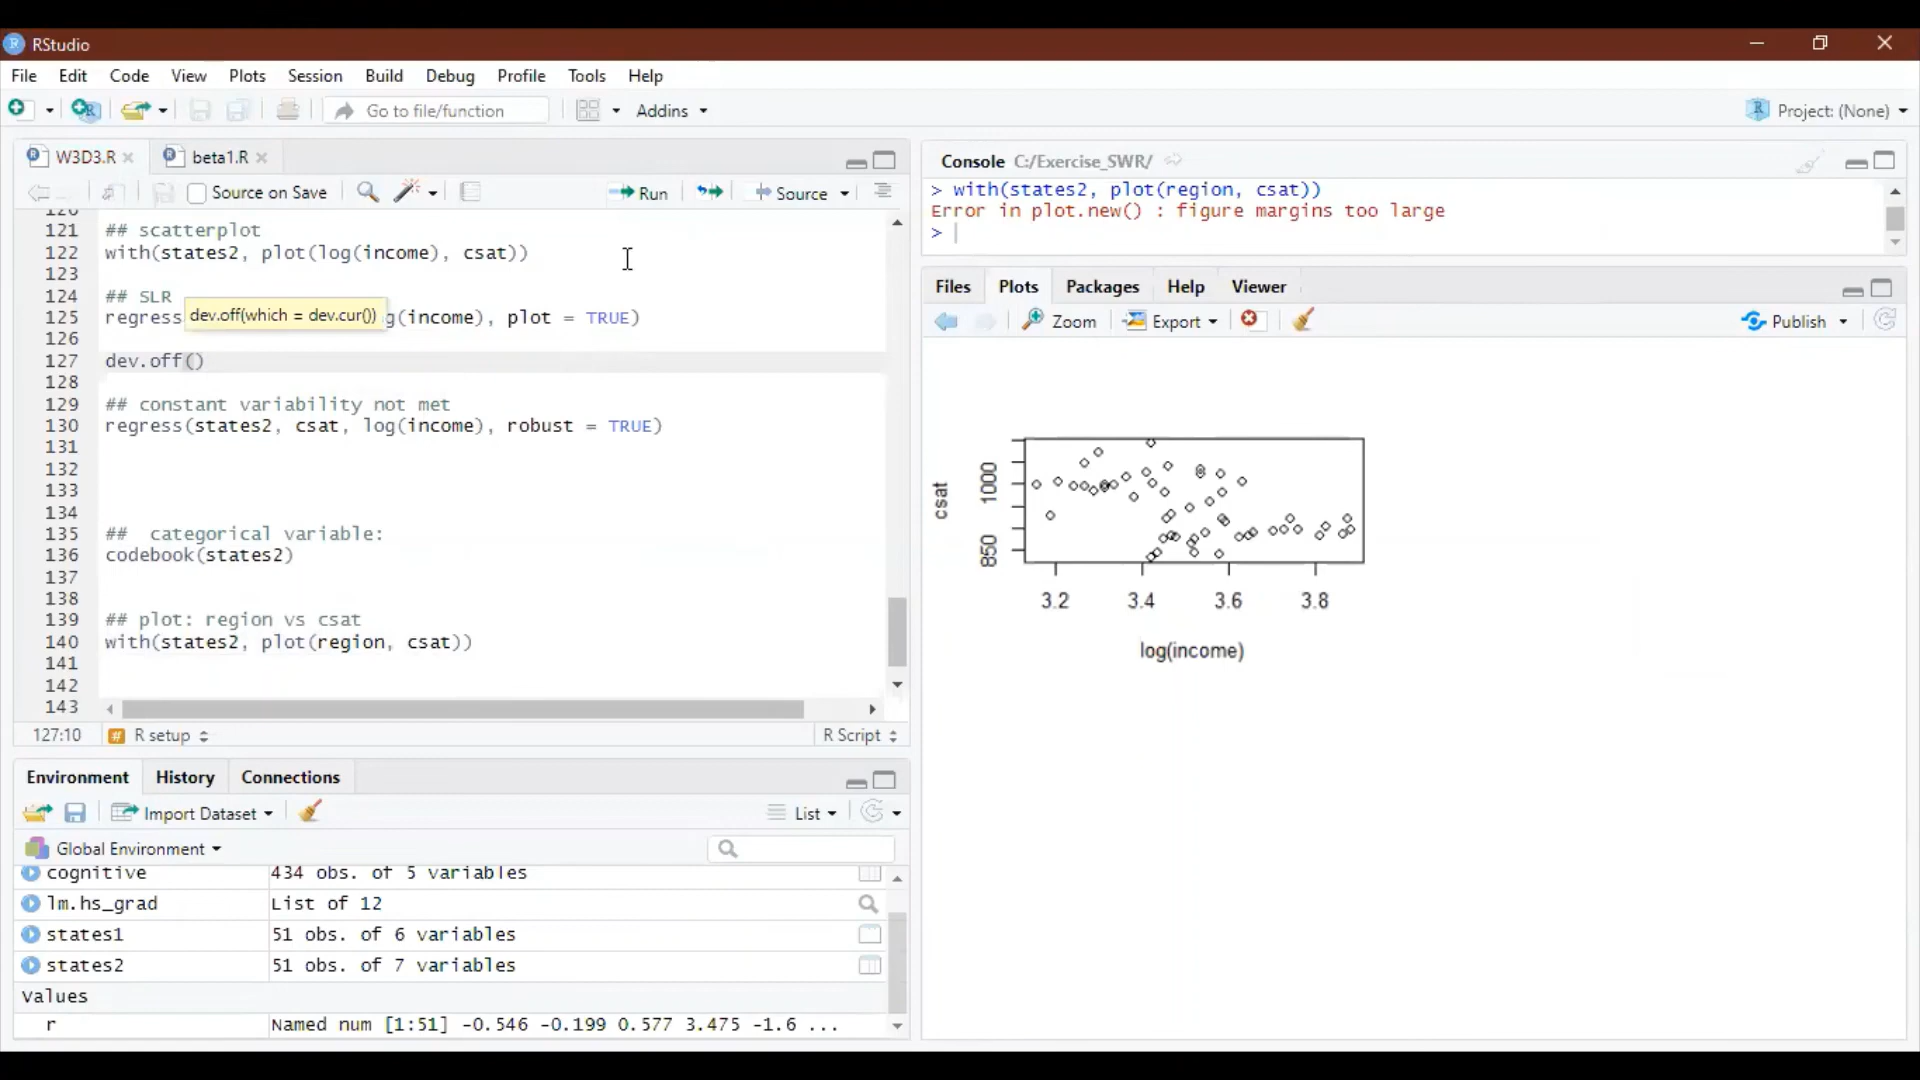 RStudio
File Edit Code View Plots Session Build Debug Profile Tools Help
Go to file/function Addins Project: (None)
W3D3.R beta1.R
Source on Save Run Source
120
121 ## scatterplot
122 with(states2, plot(log(income), csat))
123
124 ## SLR
dev.off(which = dev.cur())
125 regress g(income), plot = TRUE)
126
127 dev.off()
128
129 ## constant variability not met
130 regress(states2, csat, log(income), robust = TRUE)
131
132
133
134
135 ##  categorical variable:
136 codebook(states2)
137
138
139 ## plot: region vs csat
140 with(states2, plot(region, csat))
141
142
143
127:10 # R setup R Script
Environment History Connections
Import Dataset List
Global Environment
cognitive 434 obs. of 5 variables
lm.hs_grad List of 12
states1 51 obs. of 6 variables
states2 51 obs. of 7 variables
Values
r Named num [1:51] -0.546 -0.199 0.577 3.475 -1.6 ...
Console C:/Exercise_SWR/
> with(states2, plot(region, csat))
Error in plot.new() : figure margins too large
>
Files Plots Packages Help Viewer
Zoom Export Publish
csat
1000
850
3.2 3.4 3.6 3.8
log(income)